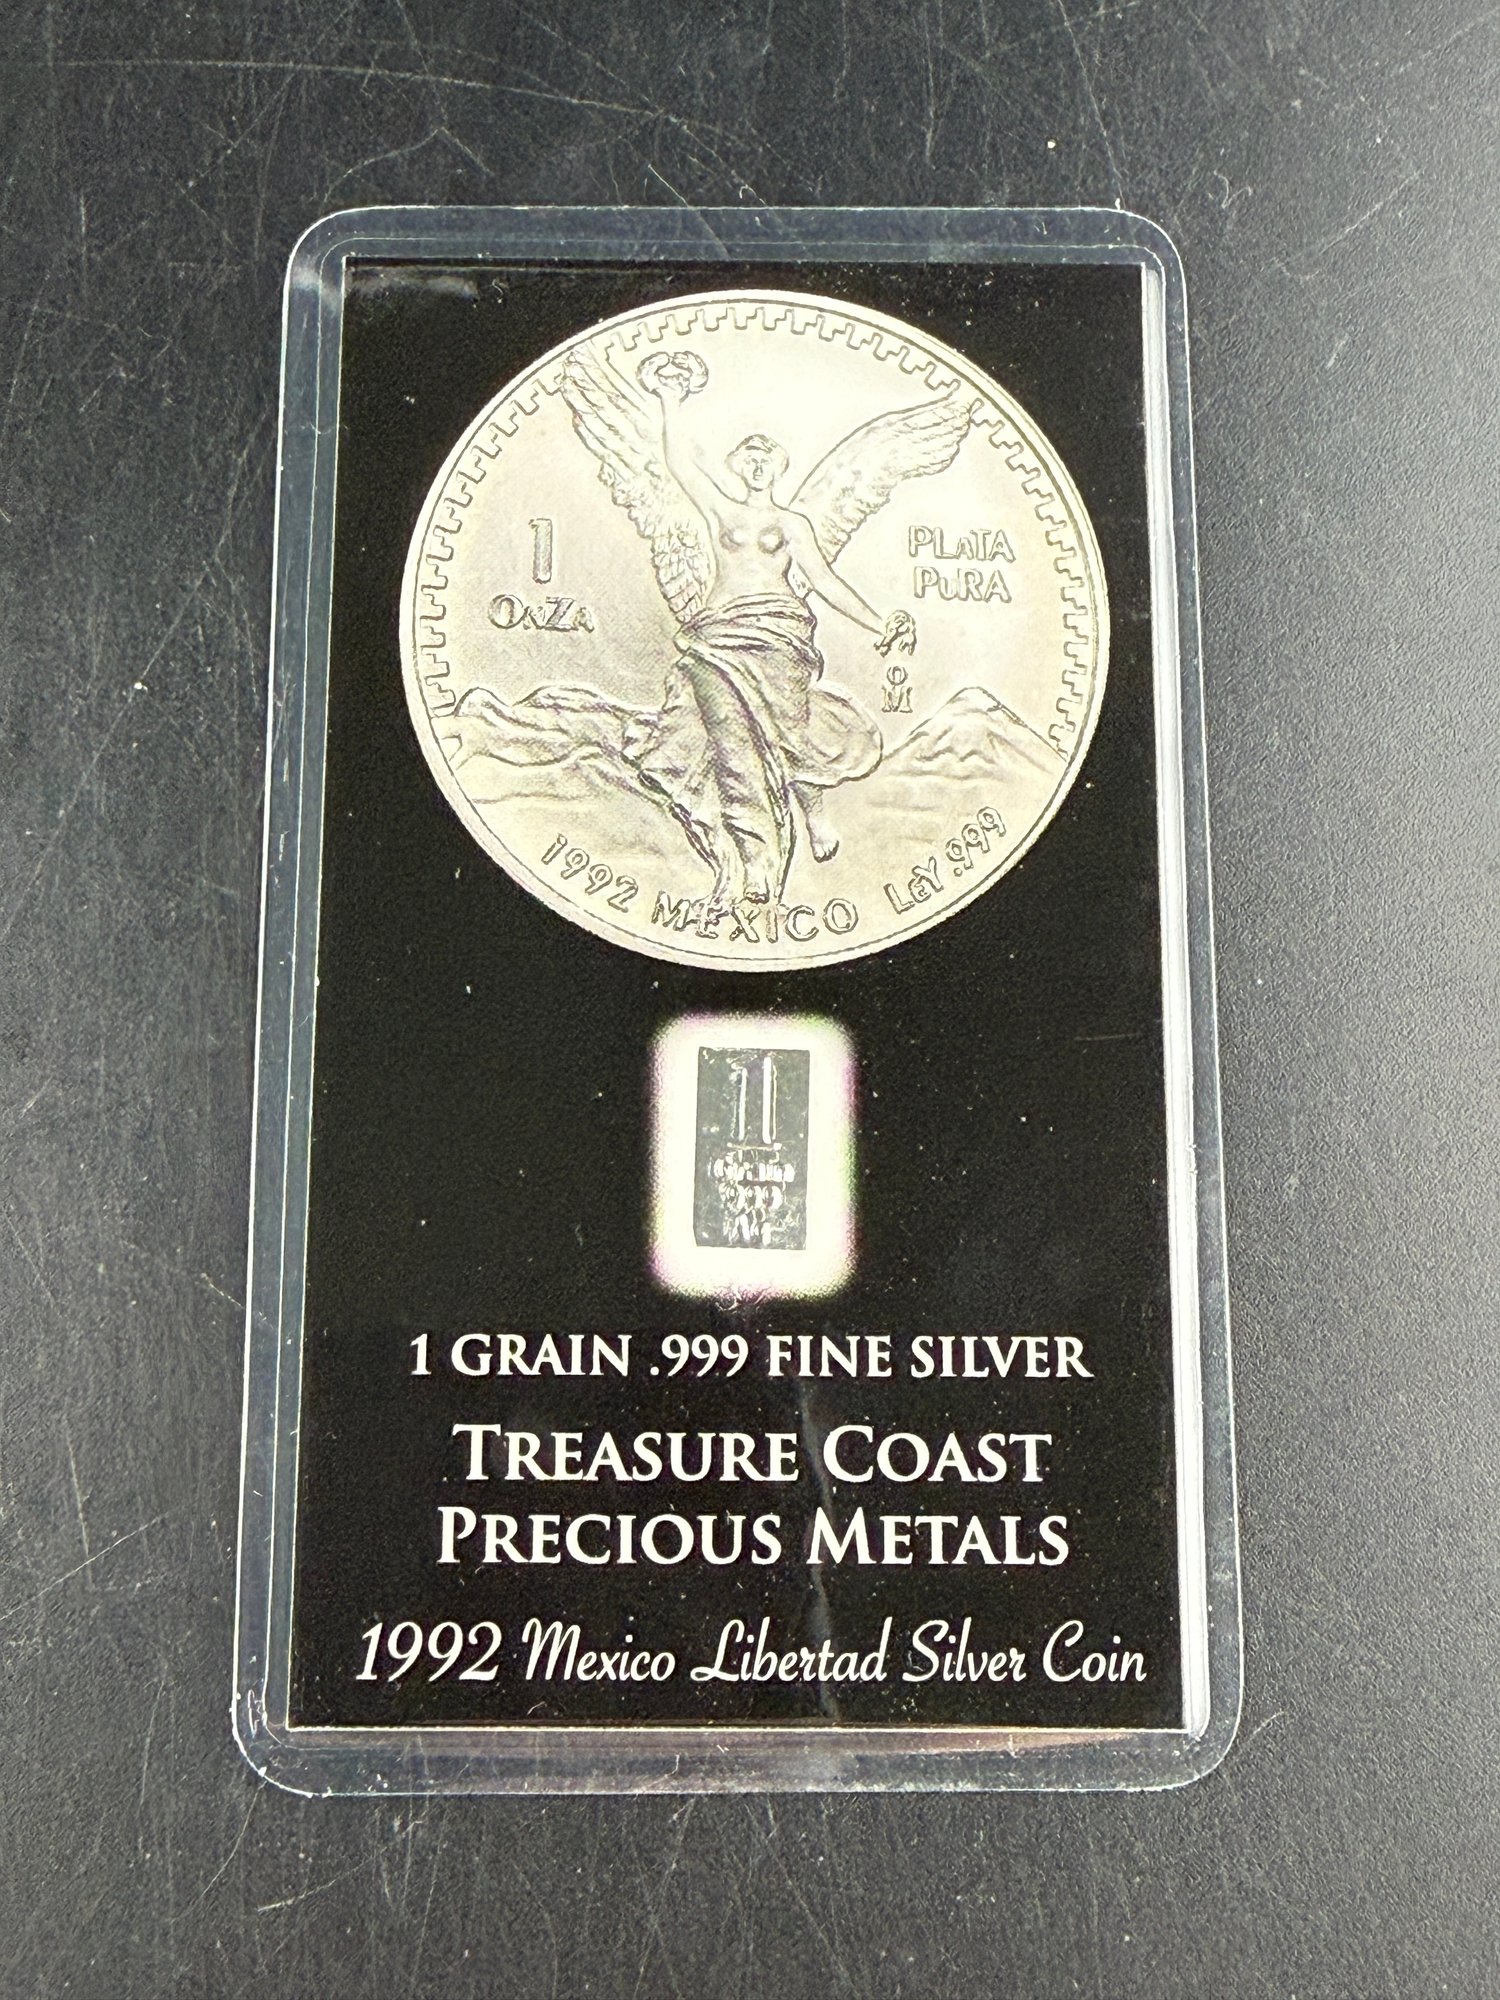 1
ONZA
PLATA
PURA
M
1992 MEXICO LEY .999
1
1 GRAIN .999 FINE SILVER
TREASURE COAST
PRECIOUS METALS
1992 Mexico Libertad Silver Coin